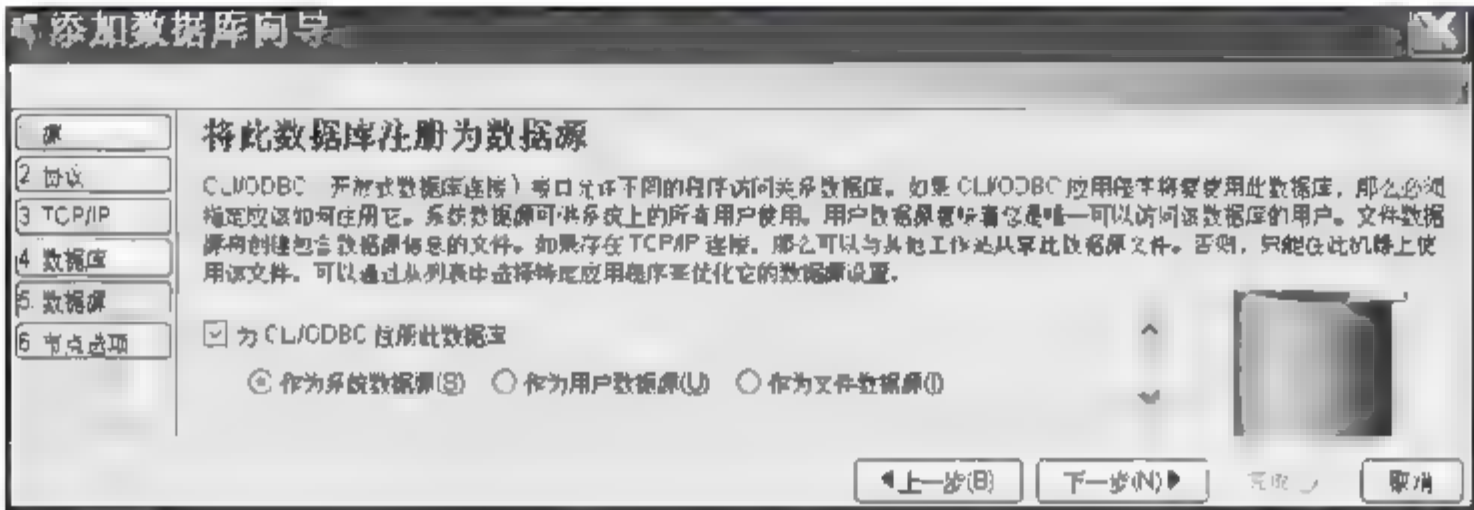 添加数据库向导
源
2 协议
3 TCP/IP
4 数据库
5. 数据源
6 节点选项
将此数据库注册为数据源
CLI/ODBC 开放式数据库连接）接口允许不同的程序访问关系数据库。如果 CLI/ODBC 应用程序将要使用此数据库，那么必须
指定应该如何注册它。系统数据源可供系统上的所有用户使用。用户数据源意味着您是唯一可以访问该数据库的用户。文件数据
源将创建包含数据源信息的文件。如果存在 TCP/IP 连接，那么可以与其他工作站共享此数据源文件。否则，只能在此机器上使
用该文件。可以通过从列表中选择特定应用程序来优化它的数据源设置。
为 CLI/ODBC 注册此数据库
作为系统数据源(S) 作为用户数据源(U) 作为文件数据源(I)
上一步(B) 下一步(N) 完成 取消